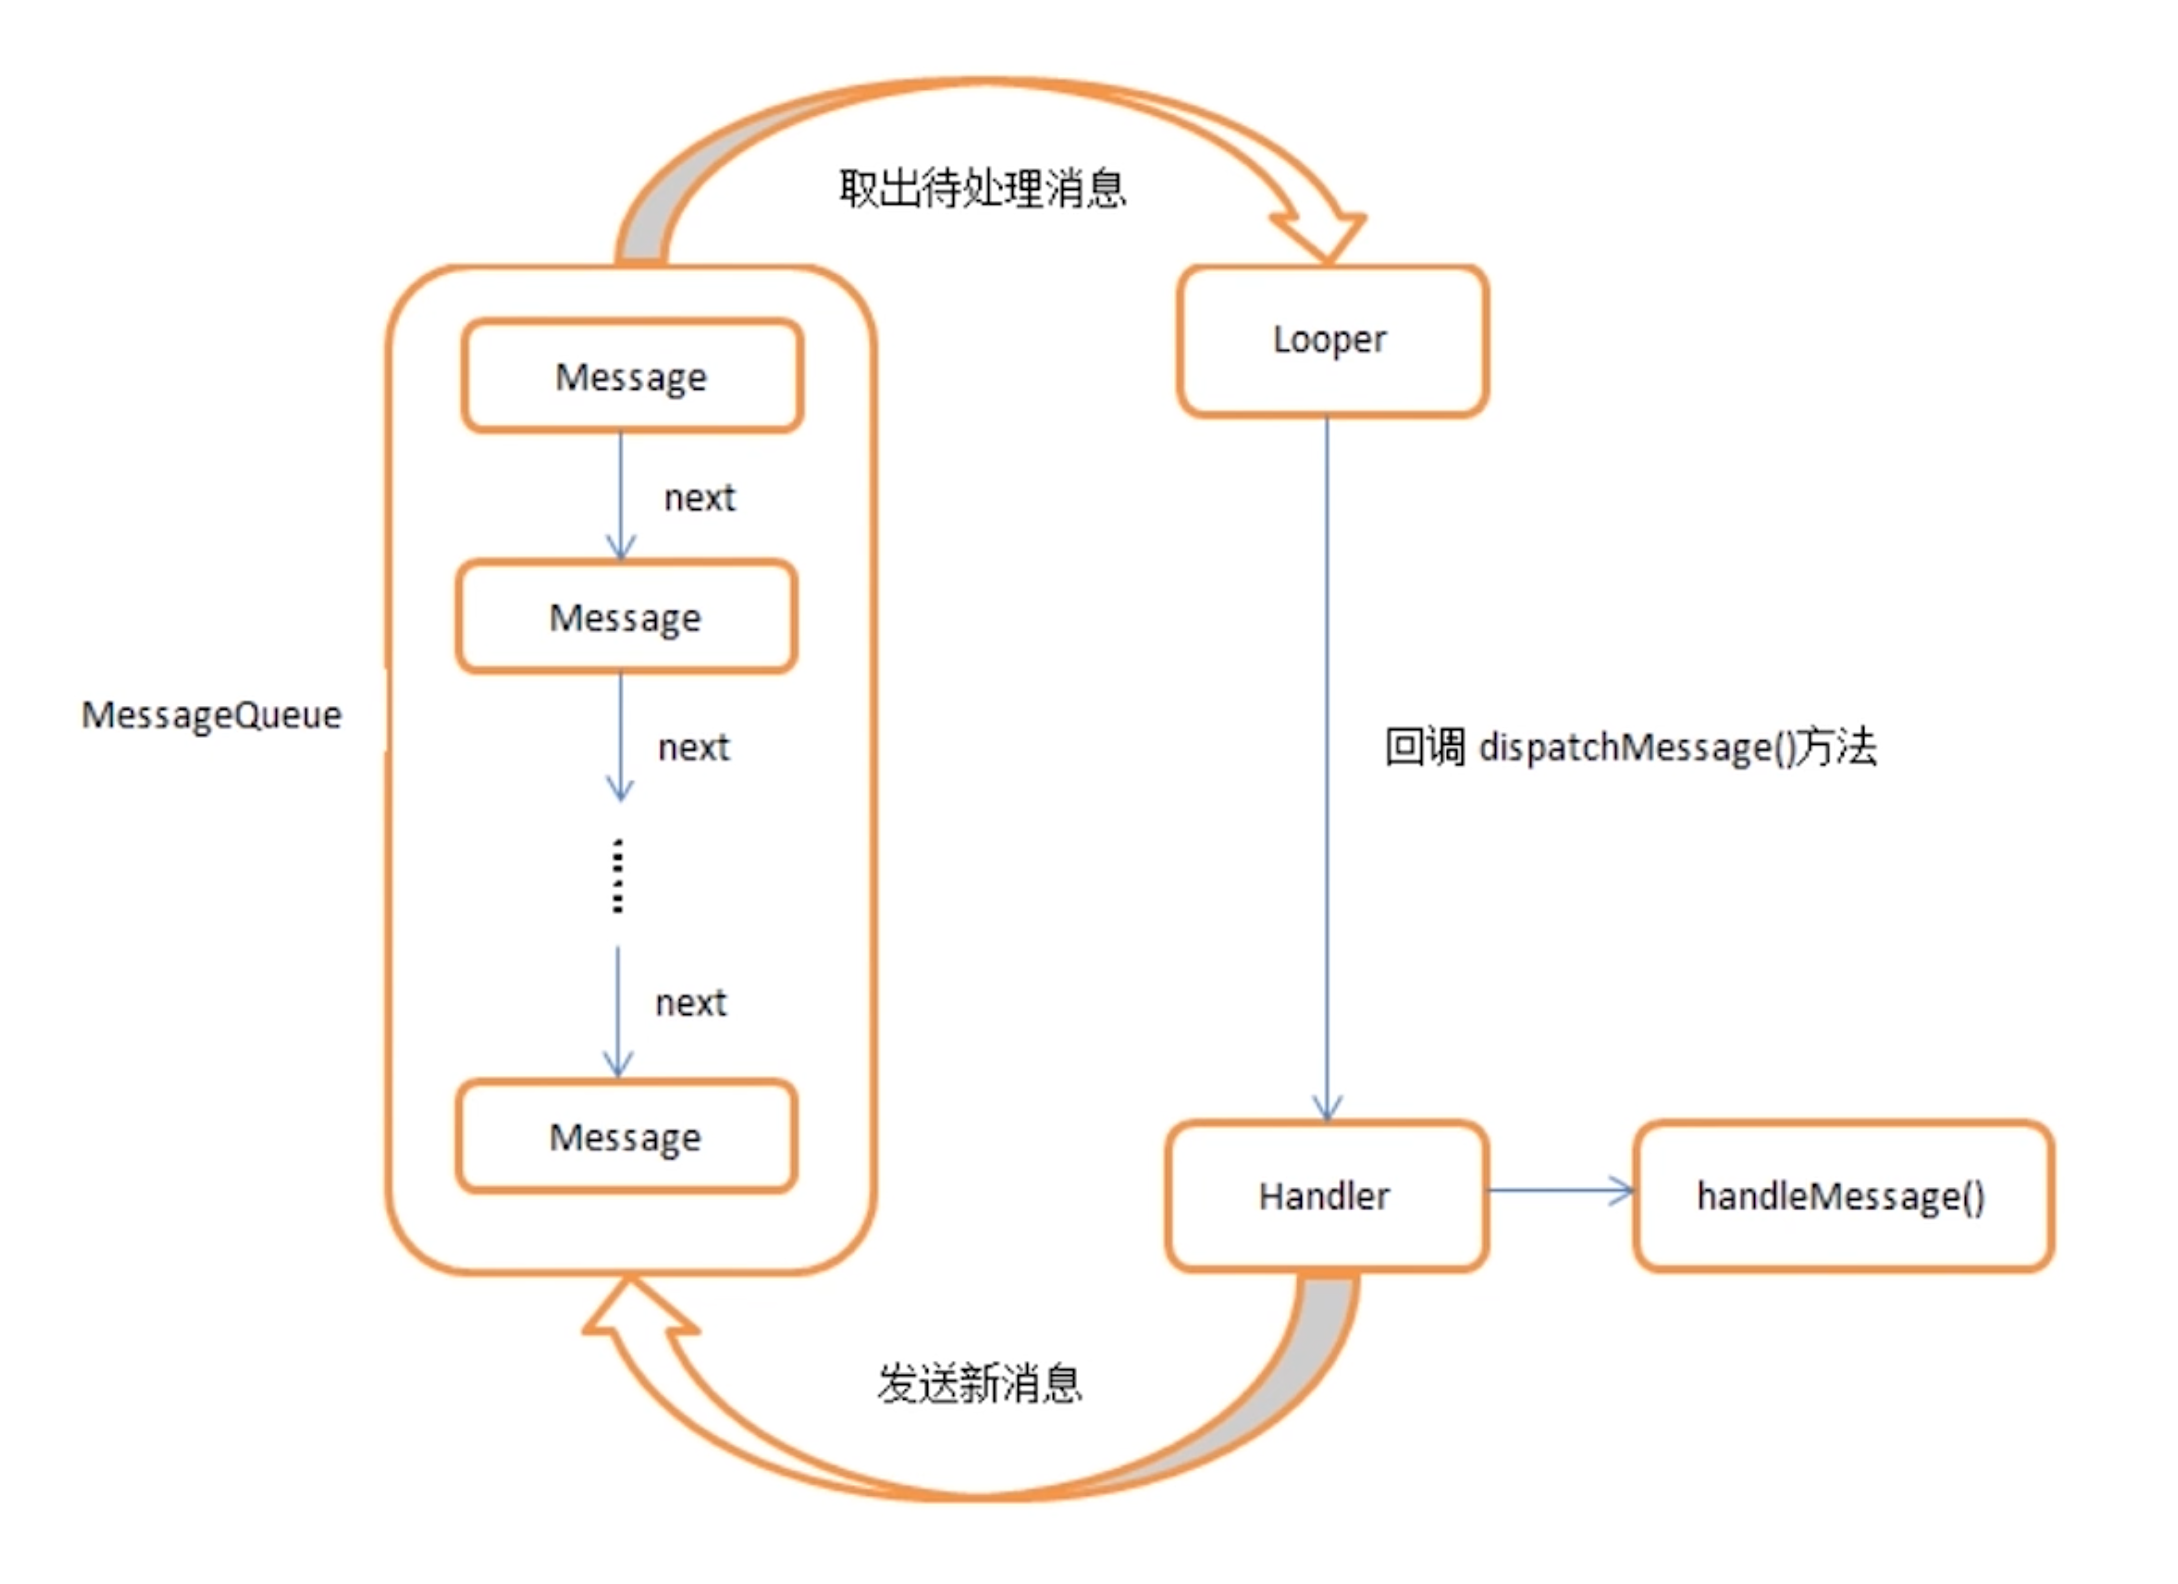 取出待处理消息
Looper
Message
next
Message
MessageQueue
next
回调 dispatchMessage()方法
next
Message
Handler
handleMessage()
发送新消息